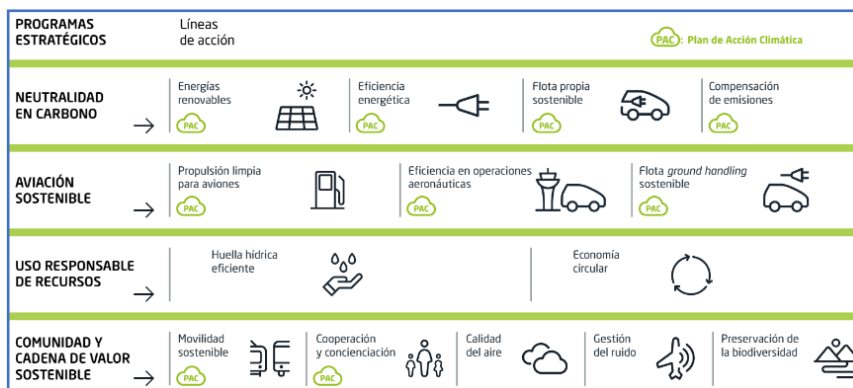 PROGRAMAS
ESTRATÉGICOS
Líneas
de acción
PAC: Plan de Acción Climática
NEUTRALIDAD
EN CARBONO
Energías
renovables
PAC
Eficiencia
energética
PAC
Flota propia
sostenible
PAC
Compensación
de emisiones
PAC
AVIACIÓN
SOSTENIBLE
Propulsión limpia
para aviones
PAC
Eficiencia en operaciones
aeronáuticas
PAC
Flota ground handling
sostenible
PAC
USO RESPONSABLE
DE RECURSOS
Huella hídrica
eficiente
Economía
circular
COMUNIDAD Y
CADENA DE VALOR
SOSTENIBLE
Movilidad
sostenible
PAC
Cooperación
y concienciación
PAC
Calidad
del aire
Gestión
del ruido
Preservación de
la biodiversidad